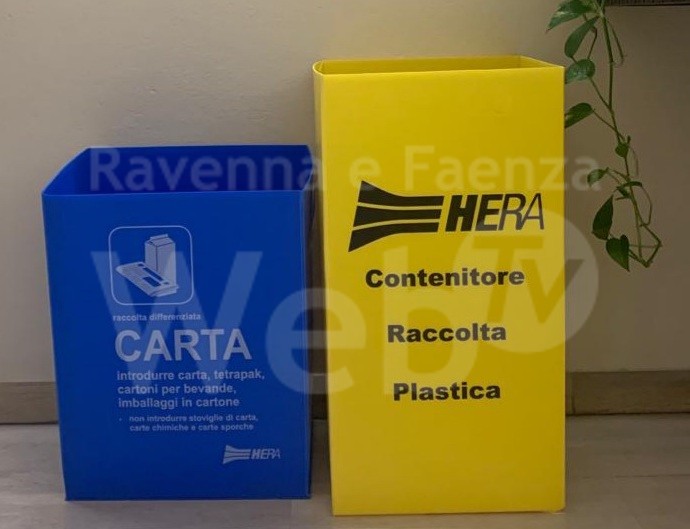 Ravenna e Faenza
WebTV
raccolta differenziata
CARTA
introdurre carta, tetrapak,
cartoni per bevande,
imballaggi in cartone
- non introdurre stoviglie di carta,
carte chimiche e carte sporche
HERA
HERA
Contenitore
Raccolta
Plastica